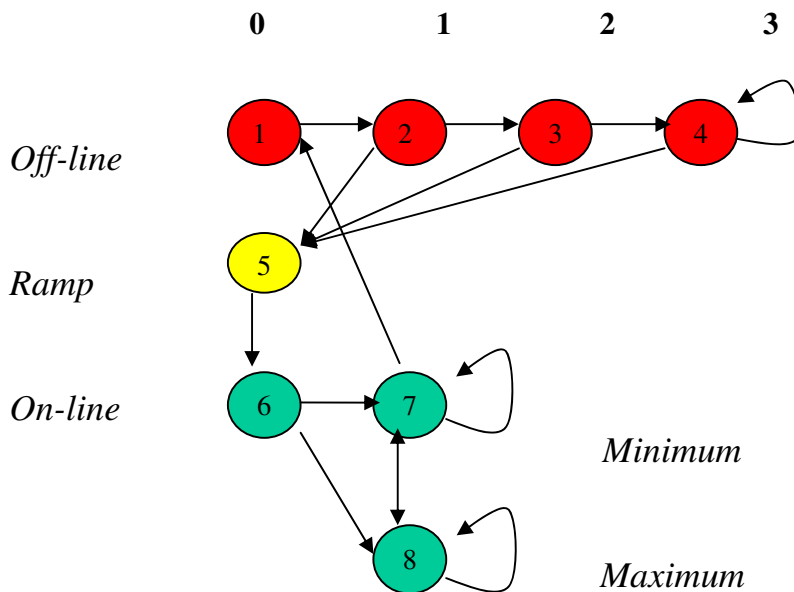 0 1 2 3
1 2 3 4
Off-line
5
Ramp
6 7
On-line
Minimum
8
Maximum